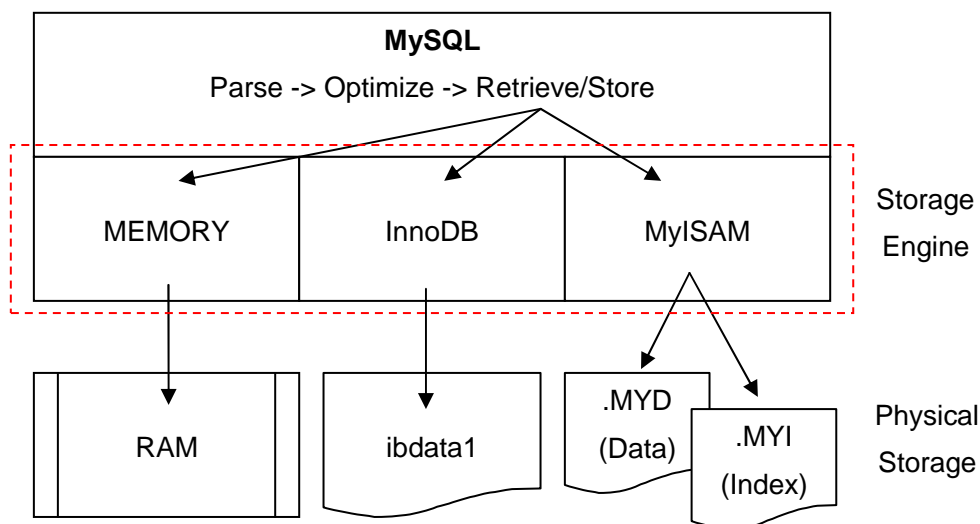 MySQL
Parse -> Optimize -> Retrieve/Store
MEMORY
InnoDB
MyISAM
Storage
Engine
RAM
ibdata1
.MYD
(Data)
.MYI
(Index)
Physical
Storage